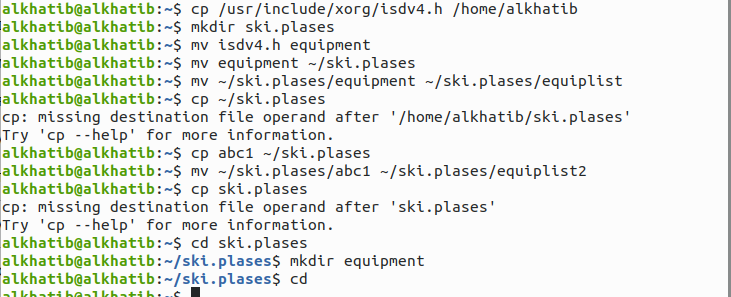 alkhatib@alkhatib:~$ cp /usr/include/xorg/isdv4.h /home/alkhatib
alkhatib@alkhatib:~$ mkdir ski.plases
alkhatib@alkhatib:~$ mv isdv4.h equipment
alkhatib@alkhatib:~$ mv equipment ~/ski.plases
alkhatib@alkhatib:~$ mv ~/ski.plases/equipment ~/ski.plases/equiplist
alkhatib@alkhatib:~$ cp ~/ski.plases
cp: missing destination file operand after '/home/alkhatib/ski.plases'
Try 'cp --help' for more information.
alkhatib@alkhatib:~$ cp abc1 ~/ski.plases
alkhatib@alkhatib:~$ mv ~/ski.plases/abc1 ~/ski.plases/equiplist2
alkhatib@alkhatib:~$ cp ski.plases
cp: missing destination file operand after 'ski.plases'
Try 'cp --help' for more information.
alkhatib@alkhatib:~$ cd ski.plases
alkhatib@alkhatib:~/ski.plases$ mkdir equipment
alkhatib@alkhatib:~/ski.plases$ cd
alkhatib@alkhatib:~$